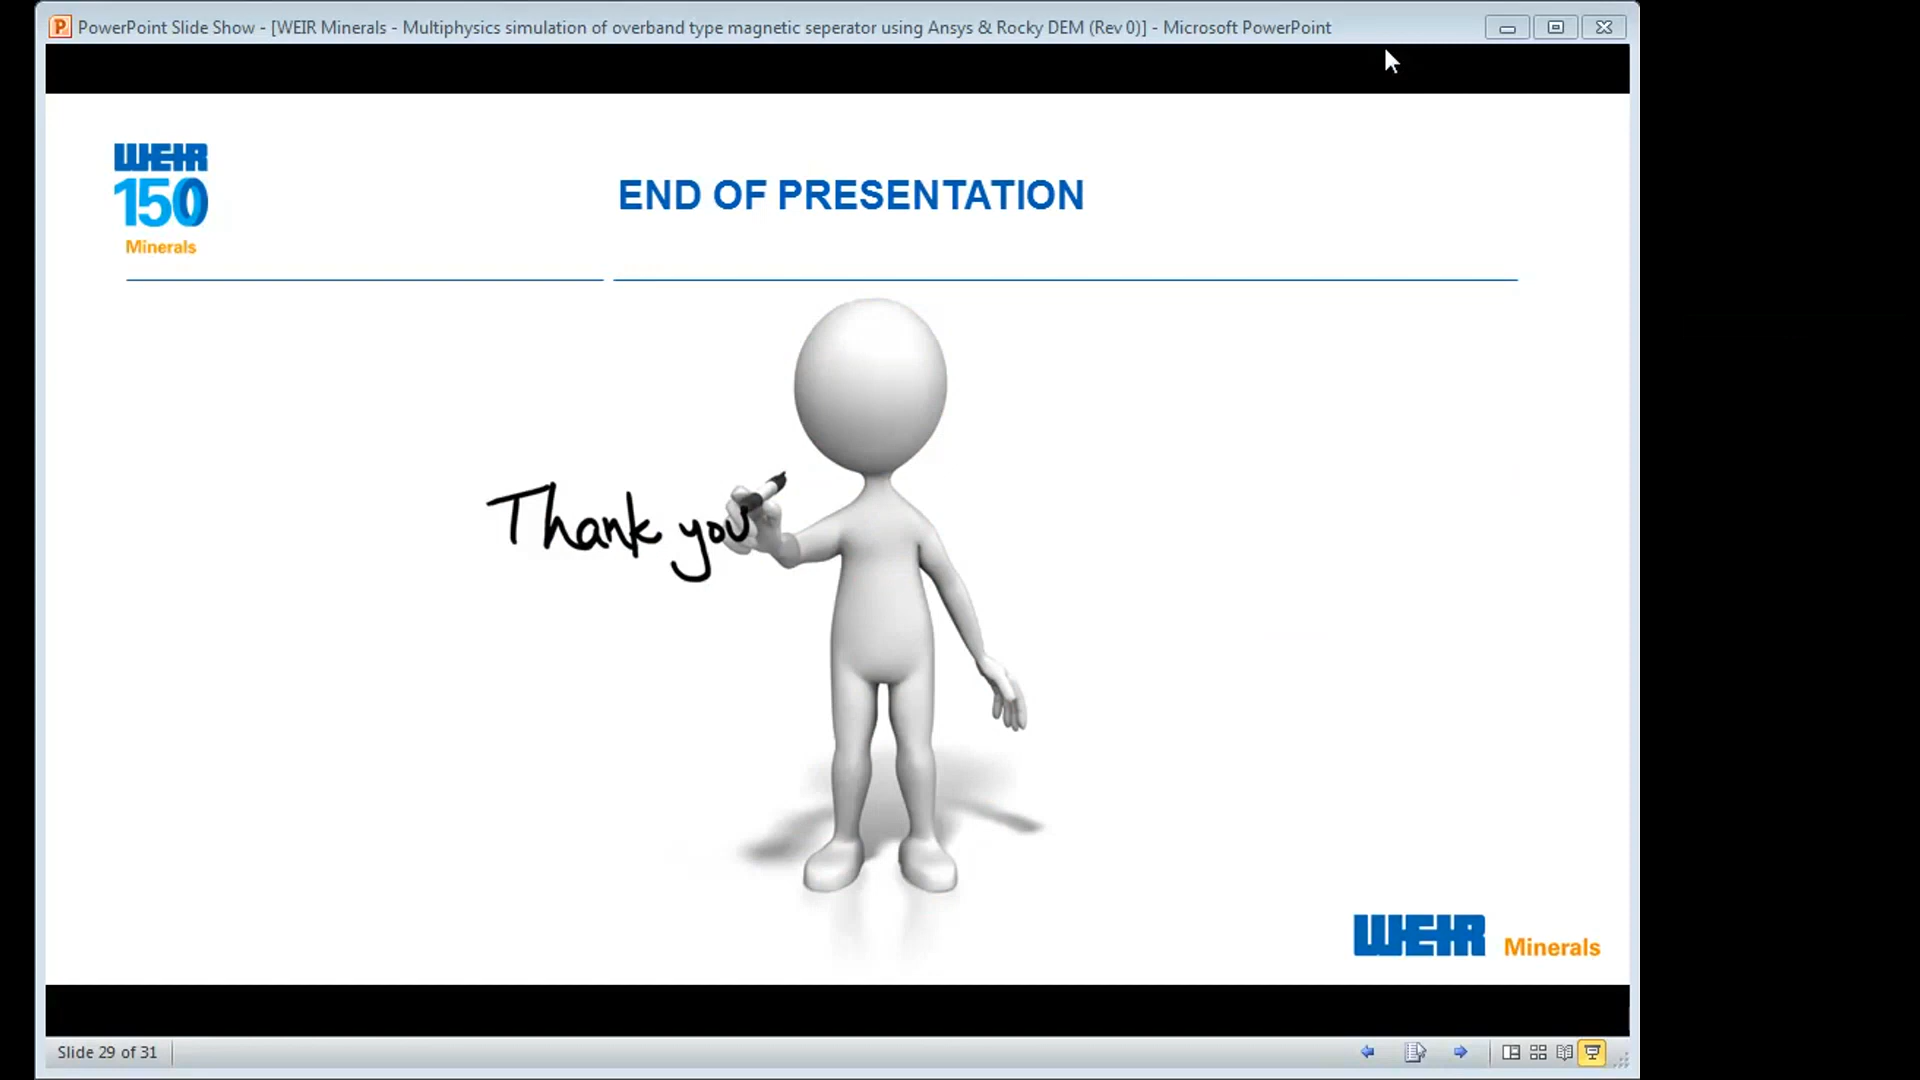 PowerPoint Slide Show - [WEIR Minerals - Multiphysics simulation of overband type magnetic seperator using Ansys & Rocky DEM (Rev 0)] - Microsoft PowerPoint
WEIR
150
Minerals
END OF PRESENTATION
Thank you
WEIR Minerals
Slide 29 of 31